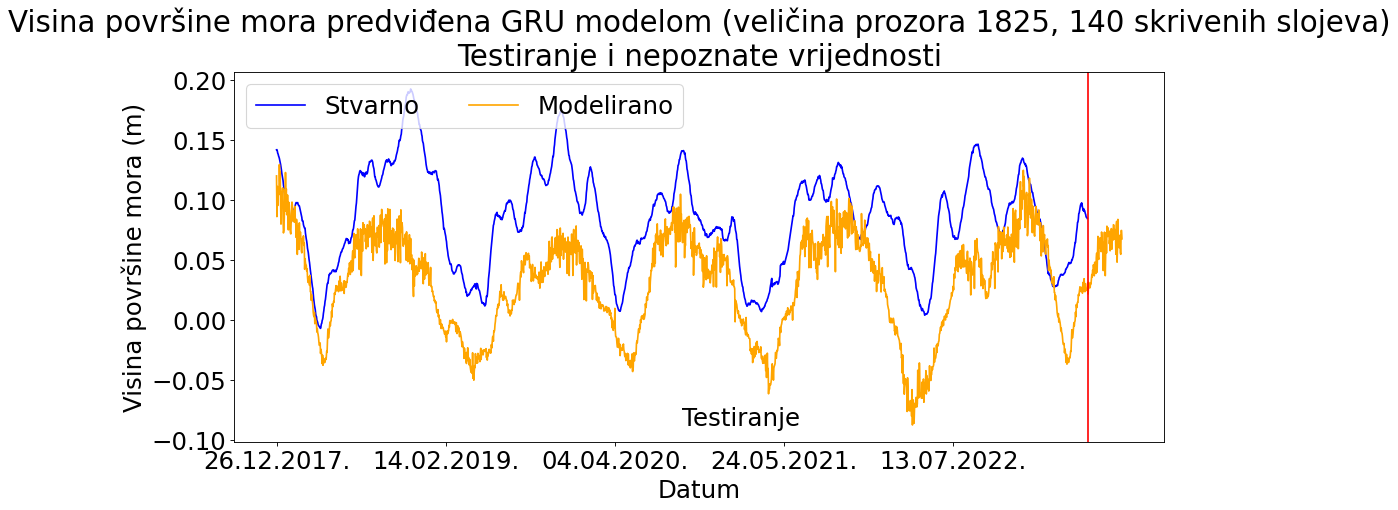 Visina površine mora predviđena GRU modelom (veličina prozora 1825, 140 skrivenih slojeva)
Testiranje i nepoznate vrijednosti
Stvarno
Modelirano
Visina površine mora (m)
0.20
0.15
0.10
0.05
0.00
−0.05
−0.10
Testiranje
26.12.2017.
14.02.2019.
04.04.2020.
24.05.2021.
13.07.2022.
Datum